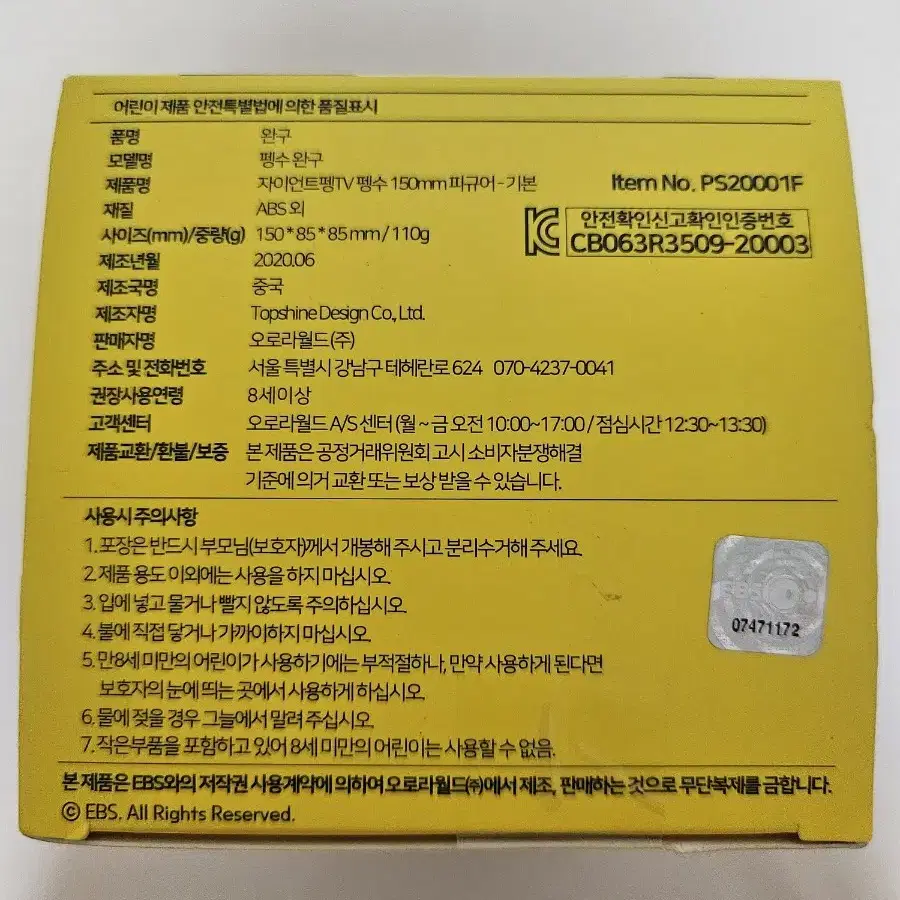 어린이 제품 안전특별법에 의한 품질표시
품명 완구
모델명 펭수 완구
제품명 자이언트펭TV 펭수 150mm 피규어 - 기본 Item No. PS20001F
재질 ABS 외
안전확인신고확인인증번호
사이즈(mm)/중량(g) 150 * 85 * 85 mm / 110g
CB063R3509-20003
제조년월 2020.06
제조국명 중국
제조자명 Topshine Design Co., Ltd.
판매자명 오로라월드(주)
주소 및 전화번호 서울 특별시 강남구 테헤란로 624 070-4237-0041
권장사용연령 8세이상
고객센터 오로라월드 A/S 센터 (월 ~ 금 오전 10:00~17:00 / 점심시간 12:30~13:30)
제품교환/환불/보증 본 제품은 공정거래위원회 고시 소비자분쟁해결
기준에 의거 교환 또는 보상 받을 수 있습니다.
사용시 주의사항
1. 포장은 반드시 부모님(보호자)께서 개봉해 주시고 분리수거해 주세요.
2. 제품 용도 이외에는 사용을 하지 마십시오.
3. 입에 넣고 물거나 빨지 않도록 주의하십시오.
4. 불에 직접 닿거나 가까이하지 마십시오.
5. 만8세 미만의 어린이가 사용하기에는 부적절하나, 만약 사용하게 된다면
보호자의 눈에 띄는 곳에서 사용하게 하십시오.
6. 물에 젖을 경우 그늘에서 말려 주십시오.
7. 작은부품을 포함하고 있어 8세 미만의 어린이는 사용할 수 없음.
EBS
07471172
본 제품은 EBS와의 저작권 사용계약에 의하여 오로라월드㈜에서 제조, 판매하는 것으로 무단복제를 금합니다.
ⓒ EBS. All Rights Reserved.